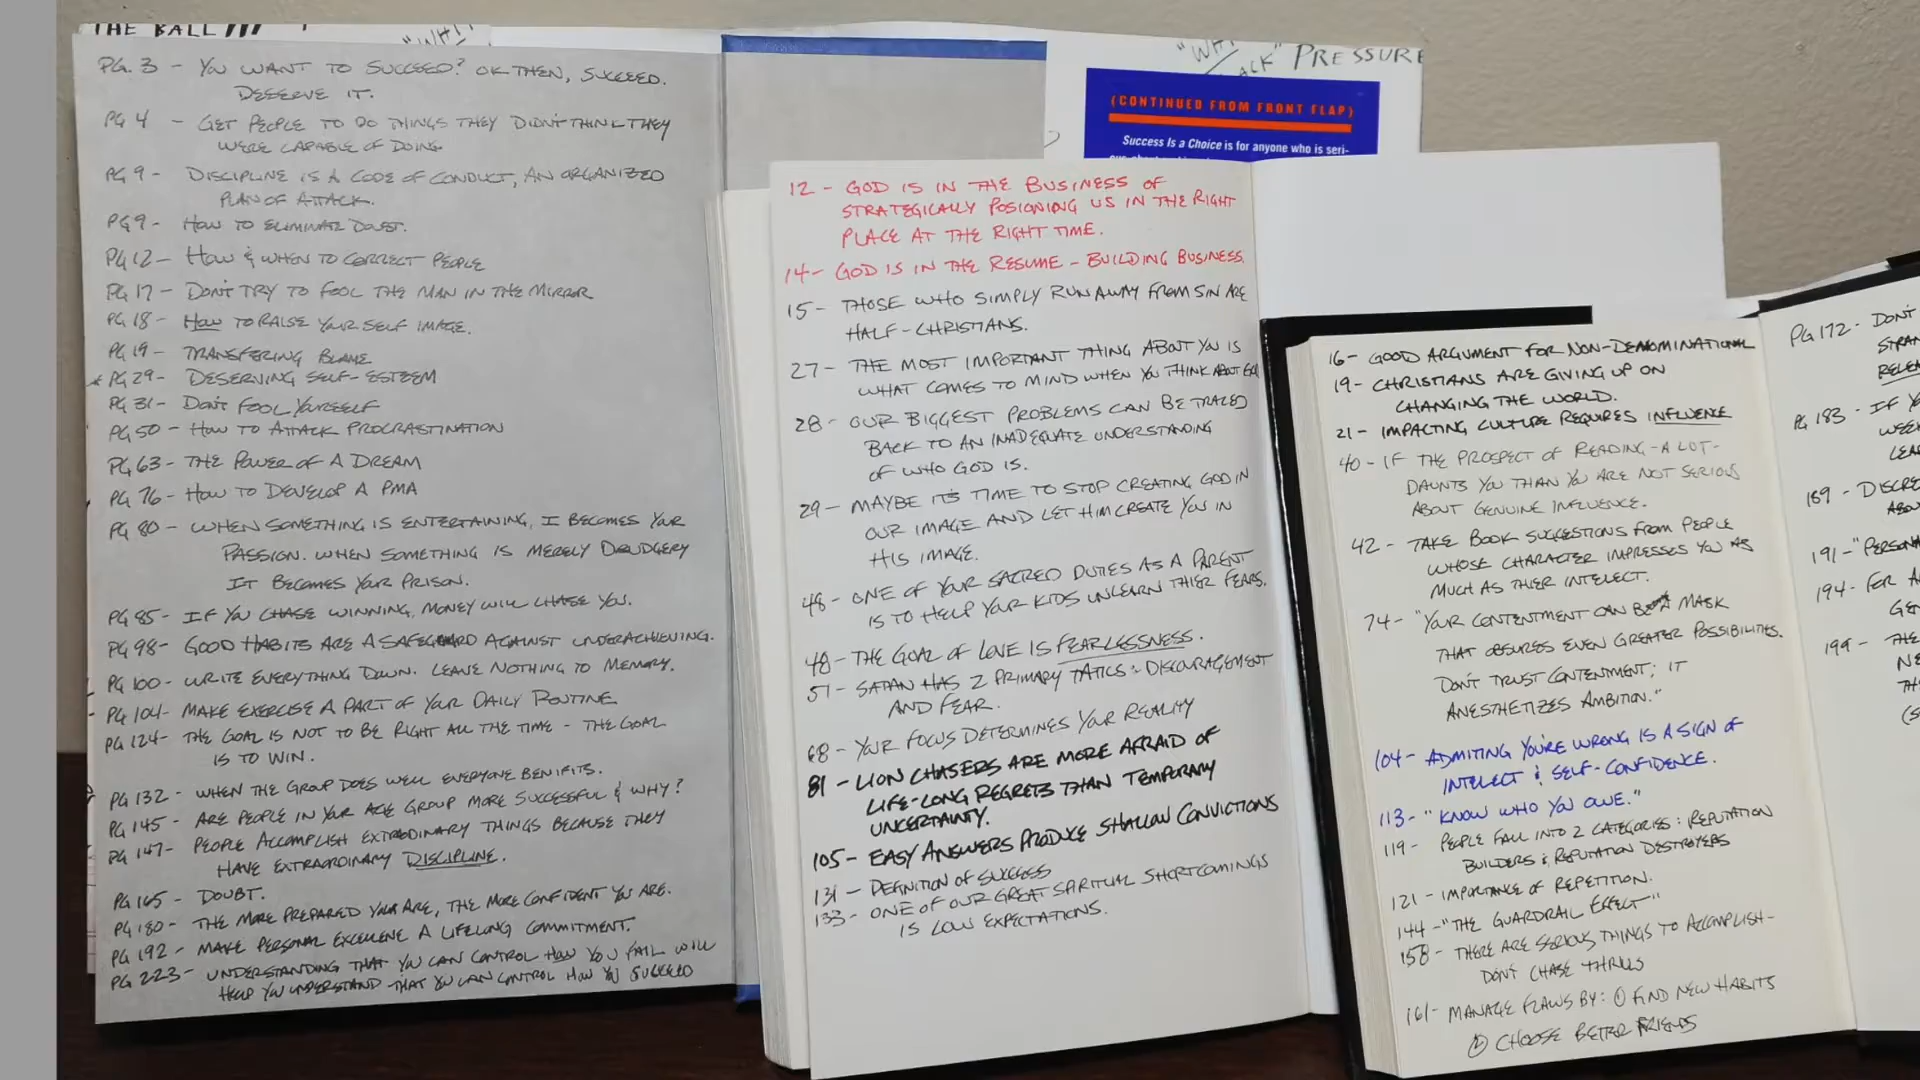 THE BALL!!!
PG. 3 - YOU WANT TO SUCCEED? OK THEN, SUCCEED.
DESERVE IT.
PG 4 - GET PEOPLE TO DO THINGS THEY DIDN'T THINK THEY
WERE CAPABLE OF DOING
PG 9 - DISCIPLINE IS A CODE OF CONDUCT, AN ORGANIZED
PLAN OF ATTACK.
PG 9 - HOW TO ELIMINATE DOUBT.
PG 12 - HOW & WHEN TO CORRECT PEOPLE
PG 17 - DON'T TRY TO FOOL THE MAN IN THE MIRROR
PG 18 - HOW TO RAISE YOUR SELF IMAGE.
PG 19 - TRANSFERING BLAME
PG 29 - DESERVING SELF-ESTEEM
PG 31 - DON'T FOOL YOURSELF
PG 50 - HOW TO ATTACK PROCRASTINATION
PG 63 - THE POWER OF A DREAM
PG 76 - HOW TO DEVELOP A PMA
PG 80 - WHEN SOMETHING IS ENTERTAINING, I BECOMES YOUR
PASSION. WHEN SOMETHING IS MERELY DRUDGERY
IT BECOMES YOUR PRISON.
PG 85 - IF YOU CHASE WINNING, MONEY WILL CHASE YOU.
PG 98 - GOOD HABITS ARE A SAFEGUARD AGAINST UNDERACHIEVING.
PG 100 - WRITE EVERYTHING DOWN. LEAVE NOTHING TO MEMORY.
PG 104 - MAKE EXERCISE A PART OF YOUR DAILY ROUTINE
PG 124 - THE GOAL IS NOT TO BE RIGHT ALL THE TIME - THE GOAL
IS TO WIN.
PG 132 - WHEN THE GROUP DOES WELL EVERYONE BENIFITS.
PG 145 - ARE PEOPLE IN YOUR AGE GROUP MORE SUCCESSFUL & WHY?
PG 147 - PEOPLE ACCOMPLISH EXTRAODINARY THINGS BECAUSE THEY
HAVE EXTRAORDINARY DISCIPLINE.
PG 165 - DOUBT.
PG 180 - THE MORE PREPARED YOUR ARE, THE MORE CONFIDENT YOU ARE.
PG 192 - MAKE PERSONAL EXCELLENE A LIFELONG COMMITMENT.
PG 223 - UNDERSTANDING THAT YOU CAN CONTROL HOW YOU FAIL WILL
HELP YOU UNDERSTAND THAT YOU CAN CONTROL HOW YOU SUCCEED
PRESSURE
(CONTINUED FROM FRONT FLAP)
Success Is a Choice is for anyone who is seri-
12 - GOD IS IN THE BUSINESS OF
STRATEGICALLY POSIONING US IN THE RIGHT
PLACE AT THE RIGHT TIME.
14 - GOD IS IN THE RESUME - BUILDING BUSINESS.
15 - THOSE WHO SIMPLY RUN AWAY FROM SIN ARE
HALF-CHRISTIANS.
27 - THE MOST IMPORTANT THING ABOUT YOU IS
WHAT COMES TO MIND WHEN YOU THINK ABOUT GOD
28 - OUR BIGGEST PROBLEMS CAN BE TRACED
BACK TO AN INADEQUATE UNDERSTANDING
OF WHO GOD IS.
29 - MAYBE IT'S TIME TO STOP CREATING GOD IN
OUR IMAGE AND LET HIM CREATE YOU IN
HIS IMAGE.
48 - ONE OF YOUR SACRED DUTIES AS A PARENT
IS TO HELP YOUR KIDS UNLEARN THIER FEARS.
48 - THE GOAL OF LOVE IS FEARLESSNESS.
51 - SATAN HAS 2 PRIMARY TATICS: DISCOURAGEMENT
AND FEAR.
68 - YOUR FOCUS DETERMINES YOUR REALITY
81 - LION CHASERS ARE MORE AFRAID OF
LIFE-LONG REGRETS THAN TEMPORARY
UNCERTAINTY.
105 - EASY ANSWERS PRODUCE SHALLOW CONVICTIONS
131 - DEFINITION OF SUCCESS
133 - ONE OF OUR GREAT SPIRITUAL SHORTCOMINGS
IS LOW EXPECTATIONS.
16 - GOOD ARGUMENT FOR NON-DENOMINATIONAL
19 - CHRISTIANS ARE GIVING UP ON
CHANGING THE WORLD.
21 - IMPACTING CULTURE REQUIRES INFLUENCE
40 - IF THE PROSPECT OF READING - A LOT -
DAUNTS YOU THAN YOU ARE NOT SERIOUS
ABOUT GENUINE INFLUENCE.
42 - TAKE BOOK SUGGESTIONS FROM PEOPLE
WHOSE CHARACTER IMPRESSES YOU AS
MUCH AS THIER INTELECT.
74 - "YOUR CONTENTMENT CAN BE A MASK
THAT OBSURES EVEN GREATER POSSIBILITIES.
DON'T TRUST CONTENTMENT; IT
ANESTHETIZES AMBITION."
104 - ADMITING YOU'RE WRONG IS A SIGN OF
INTELECT & SELF-CONFIDENCE.
113 - "KNOW WHO YOU OWE."
119 - PEOPLE FALL INTO 2 CATEGORIES: REPUTATION
BUILDERS & REPUTATION DESTROYERS
121 - IMPORTANCE OF REPETITION.
144 - "THE GUARDRAIL EFFECT"
158 - THERE ARE SERIOUS THINGS TO ACCOMPLISH -
DON'T CHASE THRILLS
161 - MANAGE FLAWS BY: ① FIND NEW HABITS
② CHOOSE BETTER FRIENDS
PG 172 - DON'T
STRAN
RELEA
PG 183 - IF YO
WEEK
LEA
189 - DISCRE
ABOU
191 - "PERSONA
194 - FOR A
GEN
199 - THE
NE
TH
(S